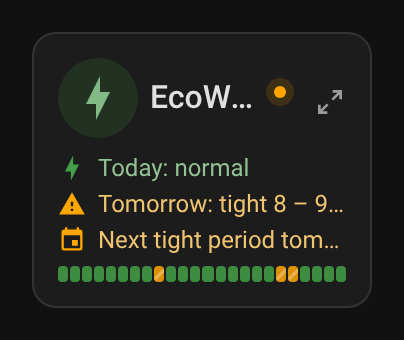 EcoW...
Today: normal
Tomorrow: tight 8 – 9...
Next tight period tom...